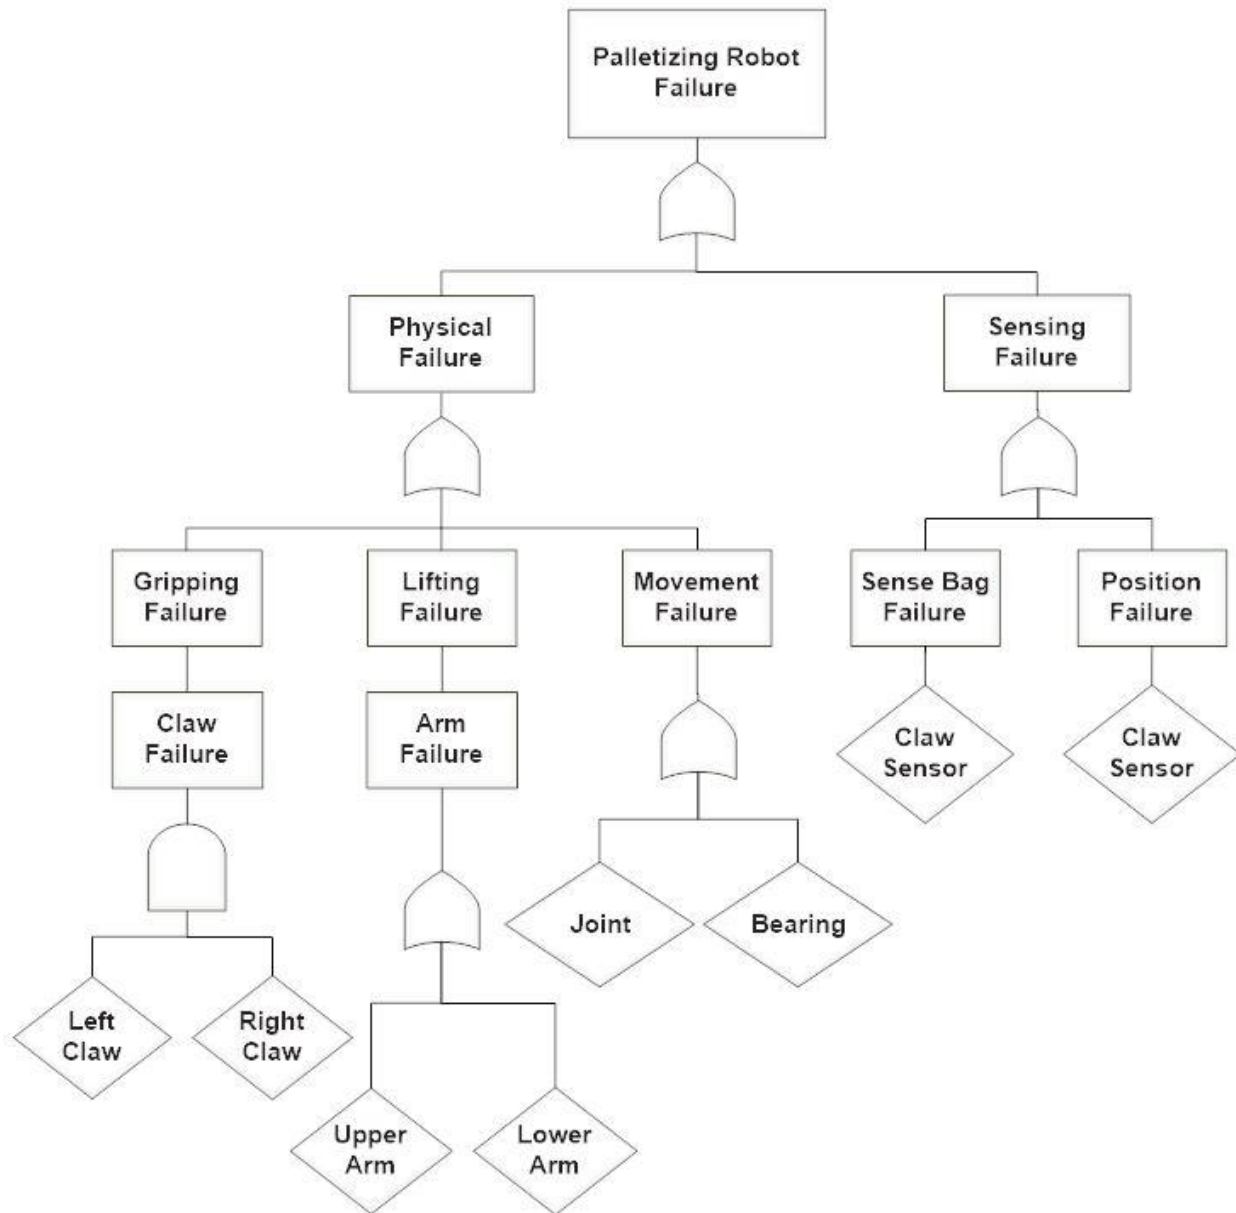 Palletizing Robot
Failure
Physical
Failure
Sensing
Failure
Gripping
Failure
Lifting
Failure
Movement
Failure
Sense Bag
Failure
Position
Failure
Claw
Failure
Arm
Failure
Claw
Sensor
Claw
Sensor
Joint
Bearing
Left
Claw
Right
Claw
Upper
Arm
Lower
Arm